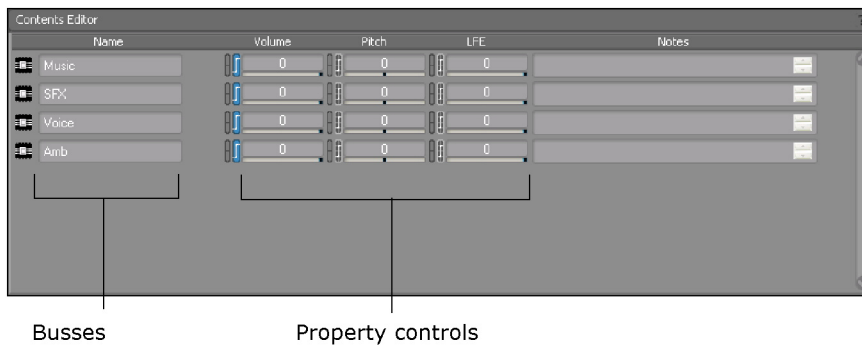 Contents Editor ?
Name Volume Pitch LFE Notes
Music 0 0 0
SFX 0 0 0
Voice 0 0 0
Amb 0 0 0
Busses Property controls